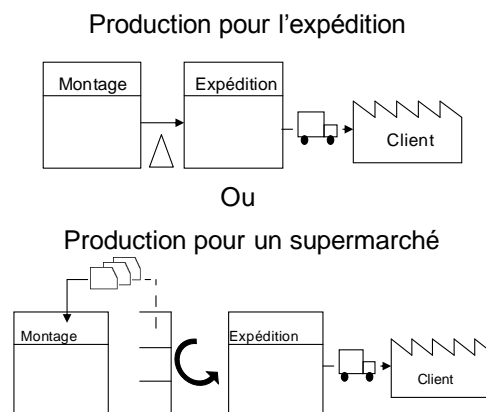 Production pour l'expédition
Montage
Expédition
Client
Ou
Production pour un supermarché
Montage
Expédition
Client